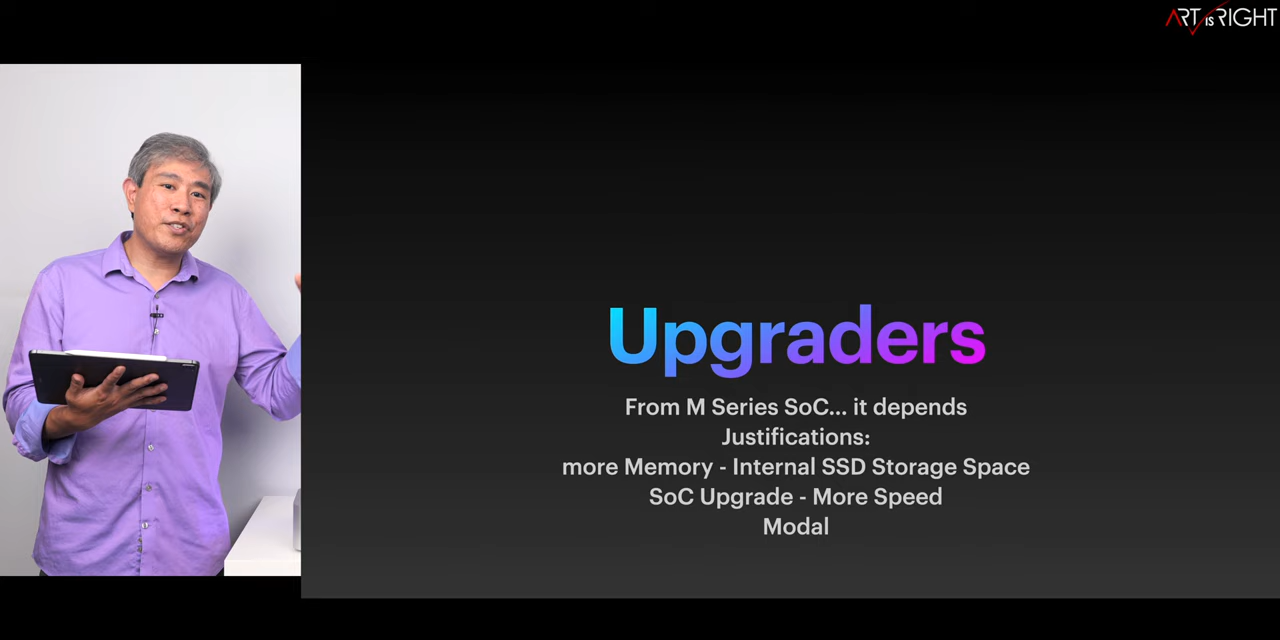 ART IS RIGHT
Upgraders
From M Series SoC... it depends
Justifications:
more Memory - Internal SSD Storage Space
SoC Upgrade - More Speed
Modal